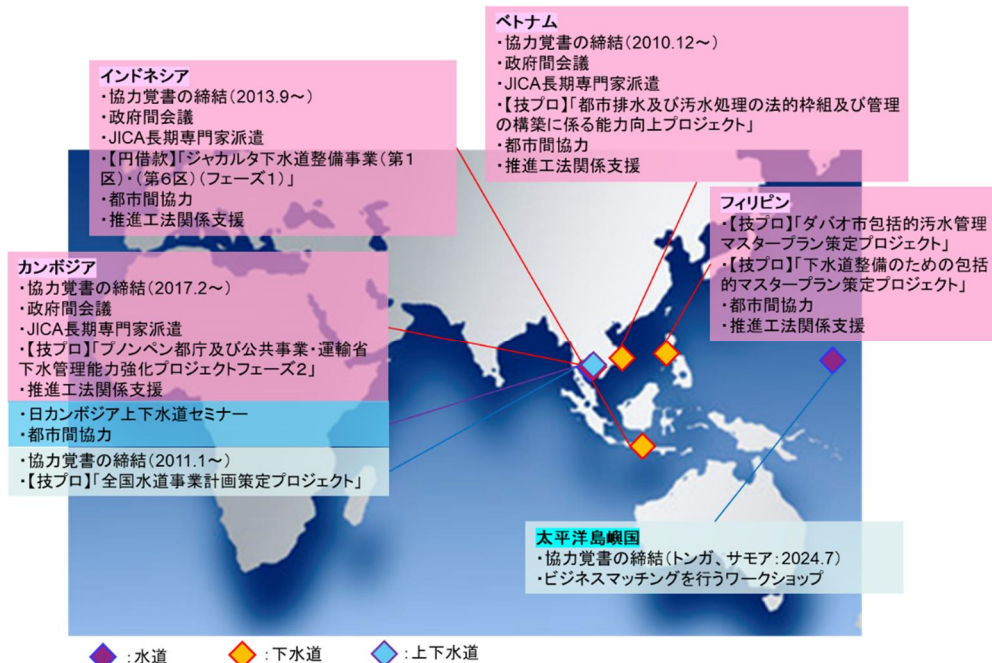 ベトナム
・協力覚書の締結(2010.12～)
・政府間会議
・JICA長期専門家派遣
・【技プロ】「都市排水及び汚水処理の法的枠組及び管理
の構築に係る能力向上プロジェクト」
・都市間協力
・推進工法関係支援
インドネシア
・協力覚書の締結(2013.9～)
・政府間会議
・JICA長期専門家派遣
・【円借款】「ジャカルタ下水道整備事業(第1
区)・(第6区)(フェーズ1)」
・都市間協力
・推進工法関係支援
フィリピン
・【技プロ】「ダバオ市包括的汚水管理
マスタープラン策定プロジェクト」
・【技プロ】「下水道整備のための包括
的マスタープラン策定プロジェクト」
・都市間協力
・推進工法関係支援
カンボジア
・協力覚書の締結(2017.2～)
・政府間会議
・JICA長期専門家派遣
・【技プロ】「プノンペン都庁及び公共事業・運輸省
下水管理能力強化プロジェクトフェーズ2」
・推進工法関係支援
・日カンボジア上下水道セミナー
・都市間協力
・協力覚書の締結(2011.1～)
・【技プロ】「全国水道事業計画策定プロジェクト」
太平洋島嶼国
・協力覚書の締結(トンガ、サモア:2024.7)
・ビジネスマッチングを行うワークショップ
:水道
:下水道
:上下水道